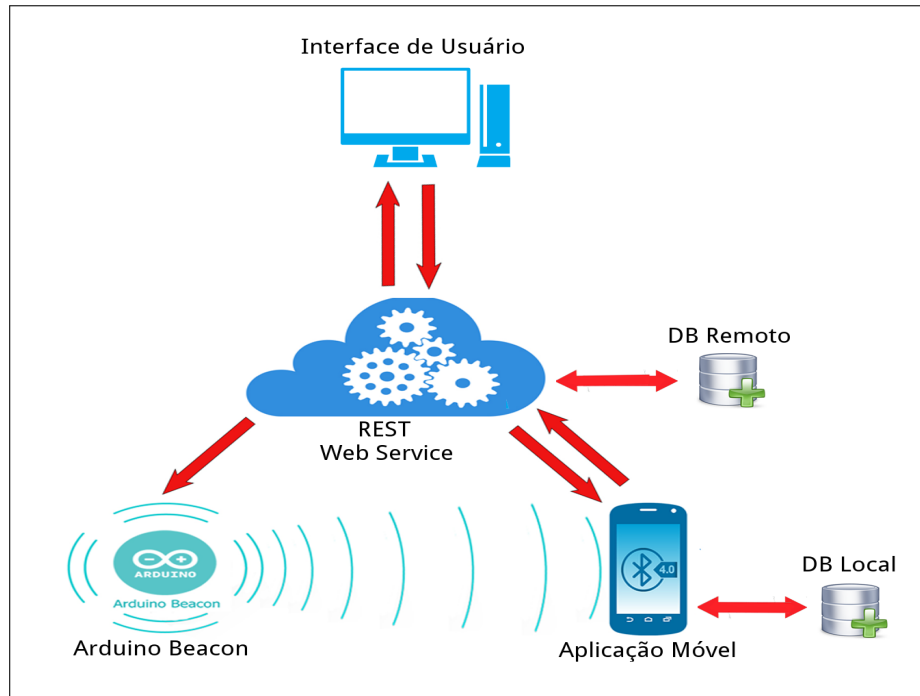 Interface de Usuário
DB Remoto
REST
Web Service
ARDUINO
Arduino Beacon
Arduino Beacon
4.0
Aplicação Móvel
DB Local